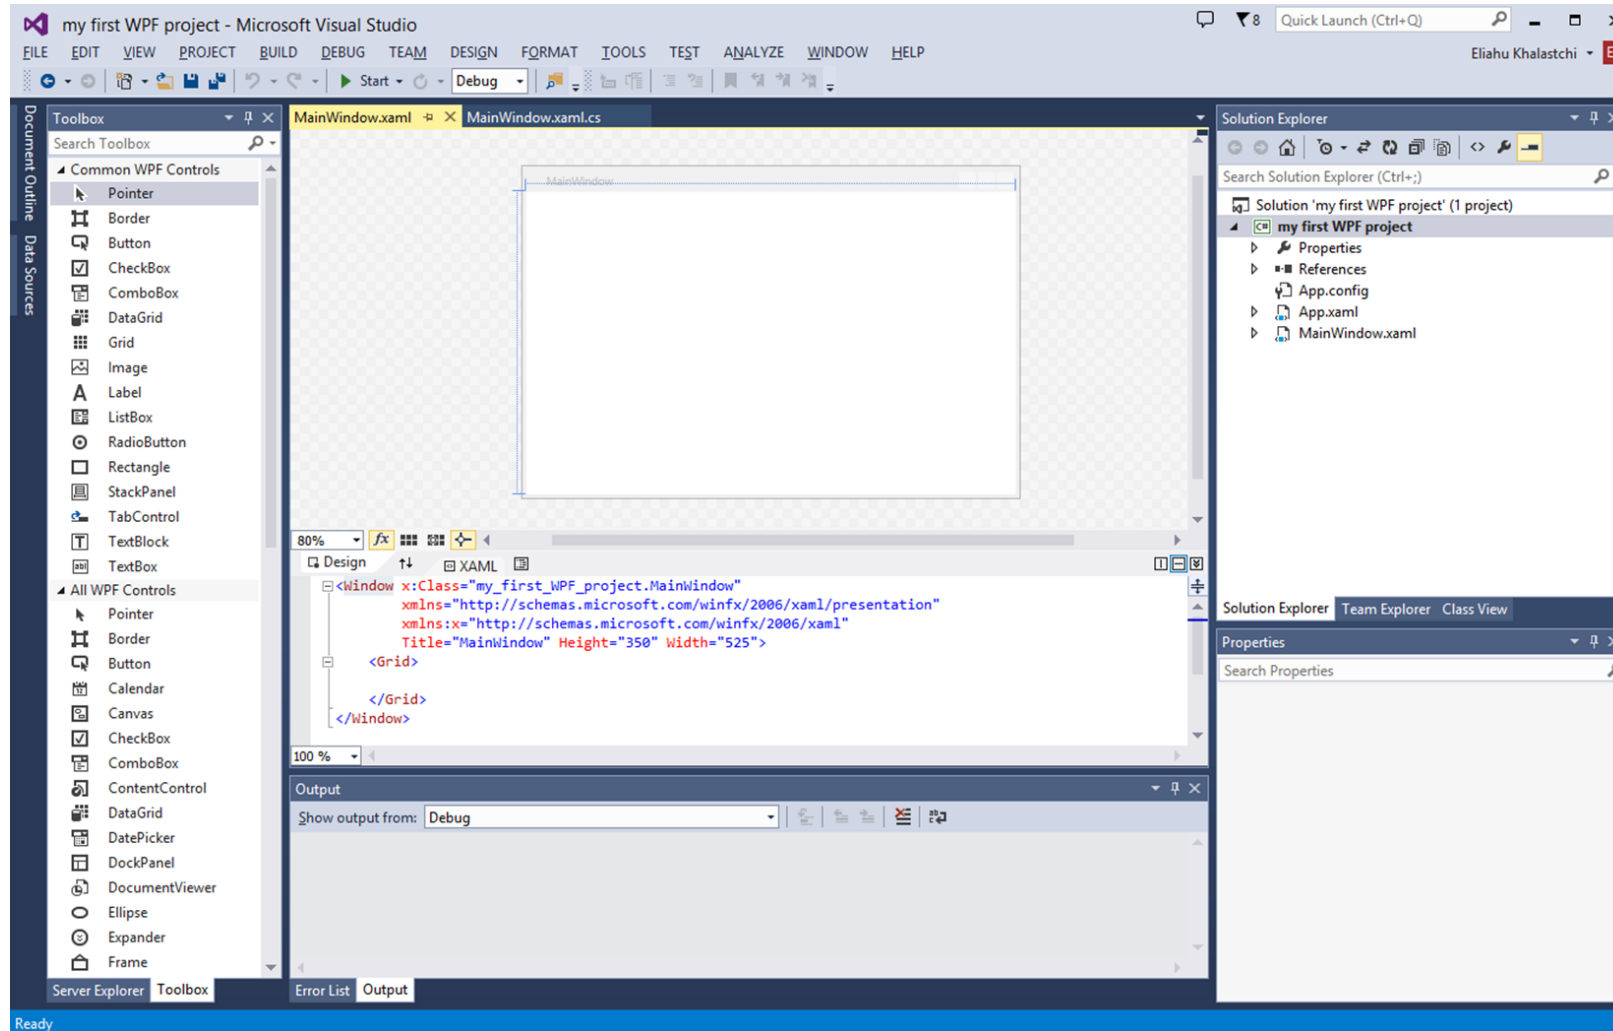 my first WPF project - Microsoft Visual Studio
8
Quick Launch (Ctrl+Q)
FILE EDIT VIEW PROJECT BUILD DEBUG TEAM DESIGN FORMAT TOOLS TEST ANALYZE WINDOW HELP
Eliahu Khalastchi
E
Start
Debug
Document Outline
Data Sources
Toolbox
Search Toolbox
Common WPF Controls
Pointer
Border
Button
CheckBox
ComboBox
DataGrid
Grid
Image
Label
ListBox
RadioButton
Rectangle
StackPanel
TabControl
TextBlock
TextBox
All WPF Controls
Pointer
Border
Button
Calendar
Canvas
CheckBox
ComboBox
ContentControl
DataGrid
DatePicker
DockPanel
DocumentViewer
Ellipse
Expander
Frame
Server Explorer Toolbox
MainWindow.xaml MainWindow.xaml.cs
MainWindow
80%
fx
Design XAML
<Window x:Class="my_first_WPF_project.MainWindow"
xmlns="http://schemas.microsoft.com/winfx/2006/xaml/presentation"
xmlns:x="http://schemas.microsoft.com/winfx/2006/xaml"
Title="MainWindow" Height="350" Width="525">
<Grid>
</Grid>
</Window>
100 %
Output
Show output from: Debug
Error List Output
Solution Explorer
Search Solution Explorer (Ctrl+;)
Solution 'my first WPF project' (1 project)
C# my first WPF project
Properties
References
App.config
App.xaml
MainWindow.xaml
Solution Explorer Team Explorer Class View
Properties
Search Properties
Ready